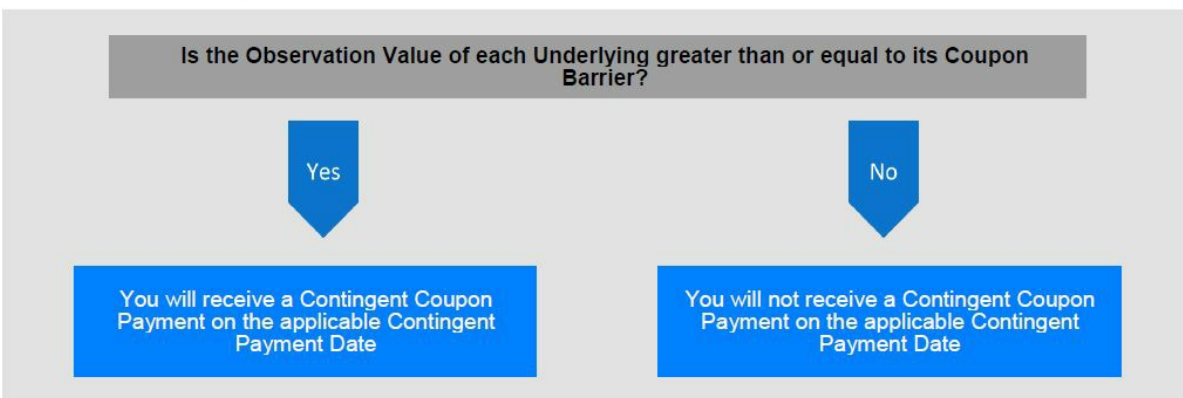 Is the Observation Value of each Underlying greater than or equal to its Coupon
Barrier?
Yes
No
You will receive a Contingent Coupon
Payment on the applicable Contingent
Payment Date
You will not receive a Contingent Coupon
Payment on the applicable Contingent
Payment Date